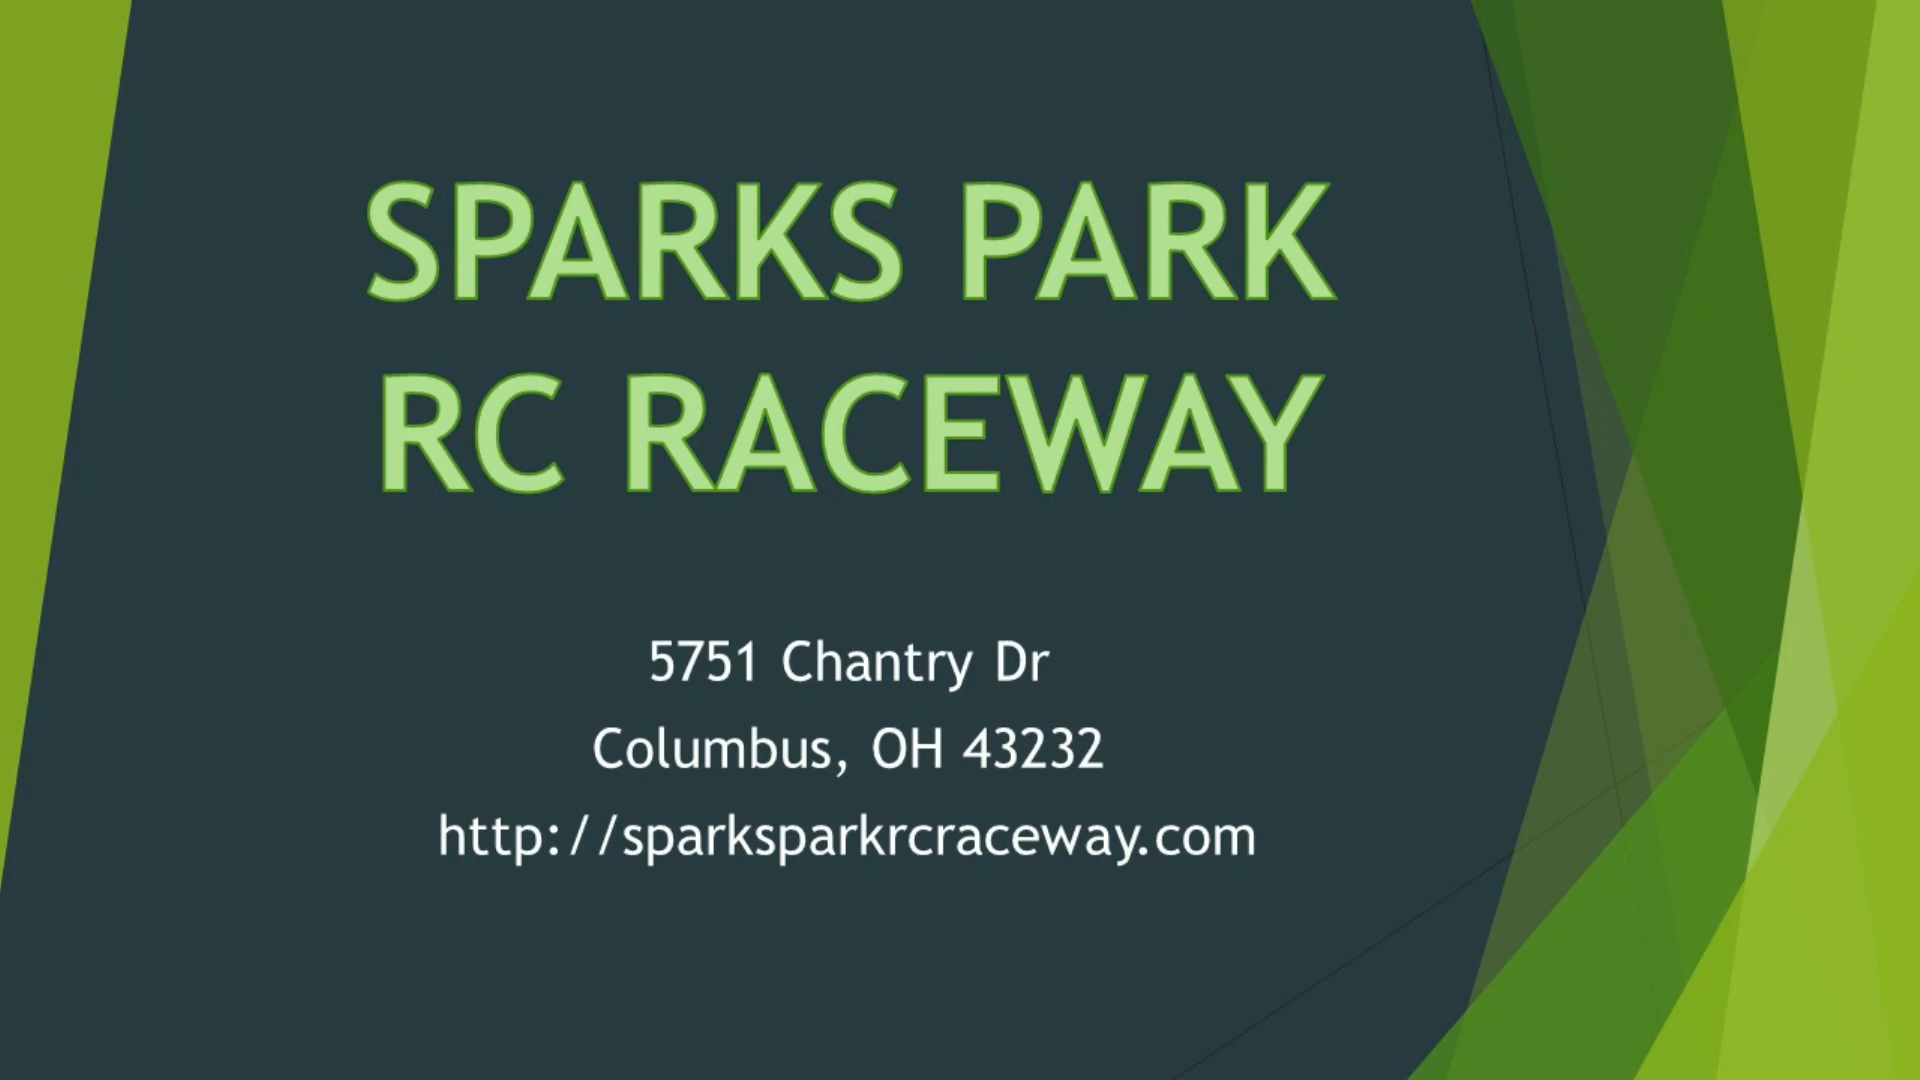 SPARKS PARK
RC RACEWAY
5751 Chantry Dr
Columbus, OH 43232
http://sparksparkrcraceway.com